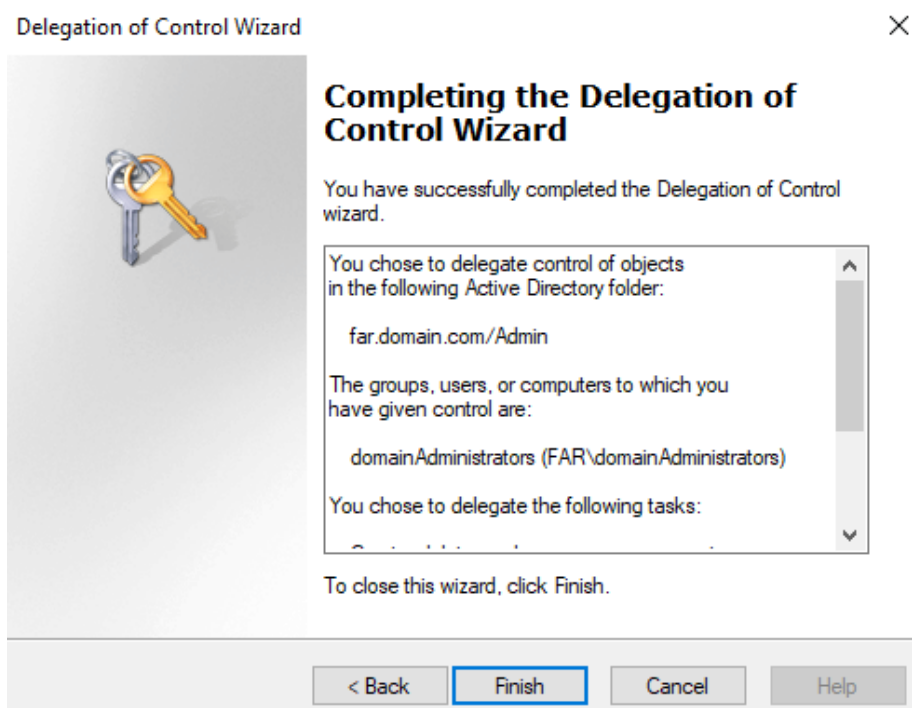 Delegation of Control Wizard
Completing the Delegation of
Control Wizard
You have successfully completed the Delegation of Control
wizard.
You chose to delegate control of objects
in the following Active Directory folder:
far.domain.com/Admin
The groups, users, or computers to which you
have given control are:
domainAdministrators (FAR\domainAdministrators)
You chose to delegate the following tasks:
To close this wizard, click Finish.
< Back
Finish
Cancel
Help